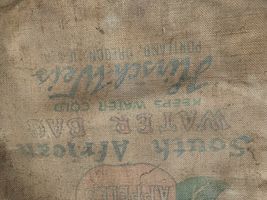 South African
WATER BAG
KEEPS WATER COLD
Hirsch-Weis
PORTLAND, OREGON U.S.A.